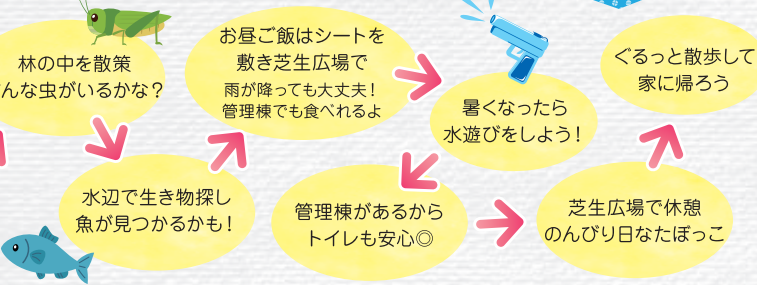 林の中を散策
んな虫がいるかな？
水辺で生き物探し
魚が見つかるかも！
お昼ご飯はシートを
敷き芝生広場で
雨が降っても大丈夫！
管理棟でも食べれるよ
暑くなったら
水遊びをしよう！
管理棟があるから
トイレも安心◎
芝生広場で休憩
のんびり日なたぼっこ
ぐるっと散歩して
家に帰ろう